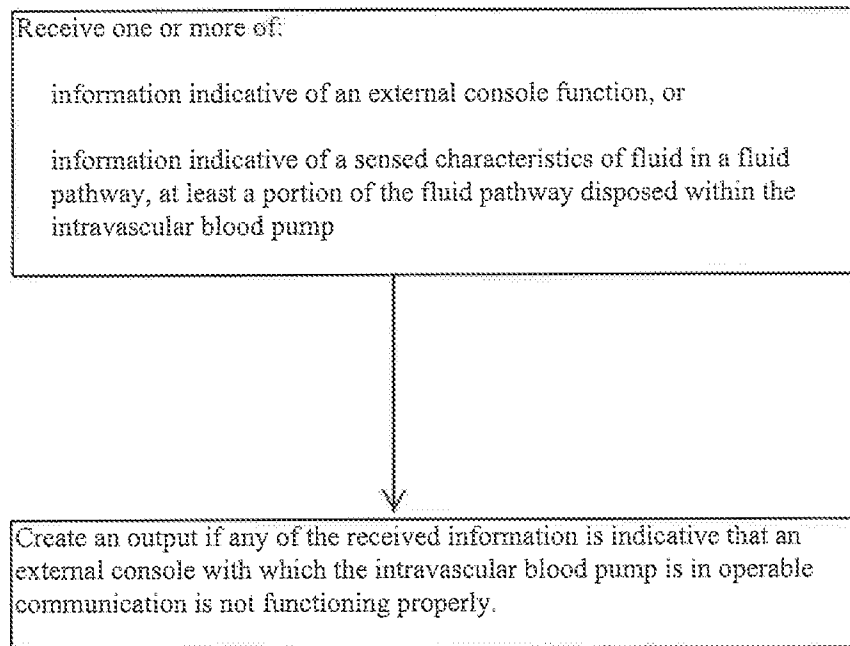 Receive one or more of:
information indicative of an external console function, or
information indicative of a sensed characteristics of fluid in a fluid
pathway, at least a portion of the fluid pathway disposed within the
intravascular blood pump
Create an output if any of the received information is indicative that an
external console with which the intravascular blood pump is in operable
communication is not functioning properly.